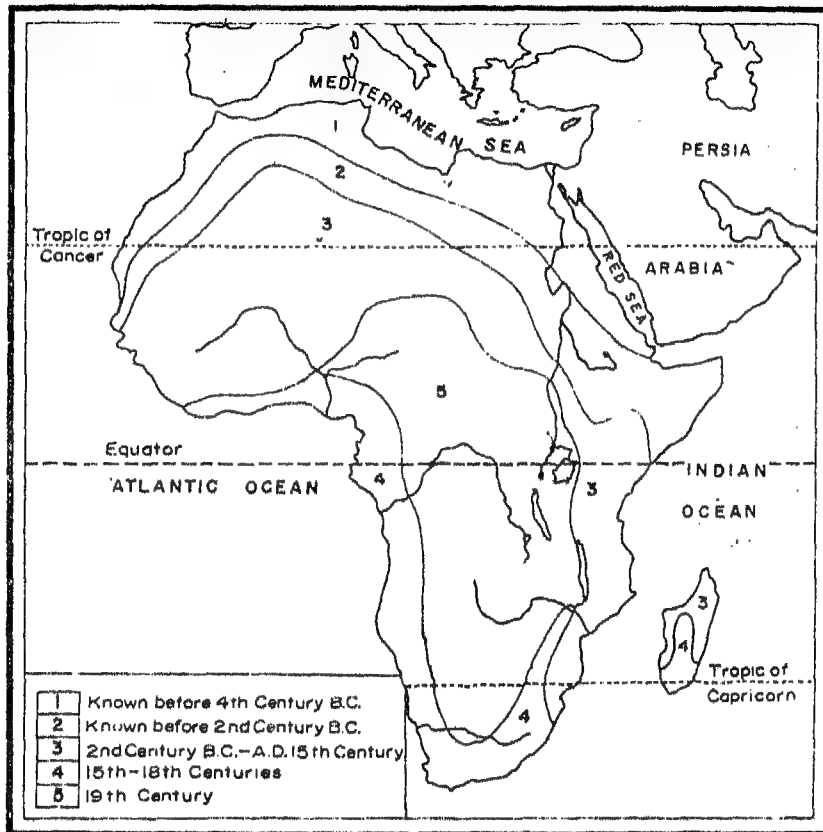 MEDITERRANEAN SEA
1
2
3
PERSIA
Tropic of
Cancer
RED SEA
ARABIA
5
Equator
ATLANTIC OCEAN
4
3
INDIAN
OCEAN
3
4
Tropic of
Capricorn
4
1 Known before 4th Century B.C.
2 Known before 2nd Century B.C.
3 2nd Century B.C.-A.D. 15th Century
4 15th-18th Centuries
5 19th Century